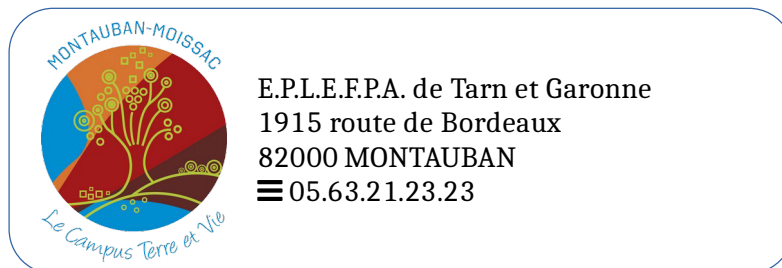 MONTAUBAN-MOISSAC
Le Campus Terre et Vie
E.P.L.E.F.P.A. de Tarn et Garonne
1915 route de Bordeaux
82000 MONTAUBAN
05.63.21.23.23